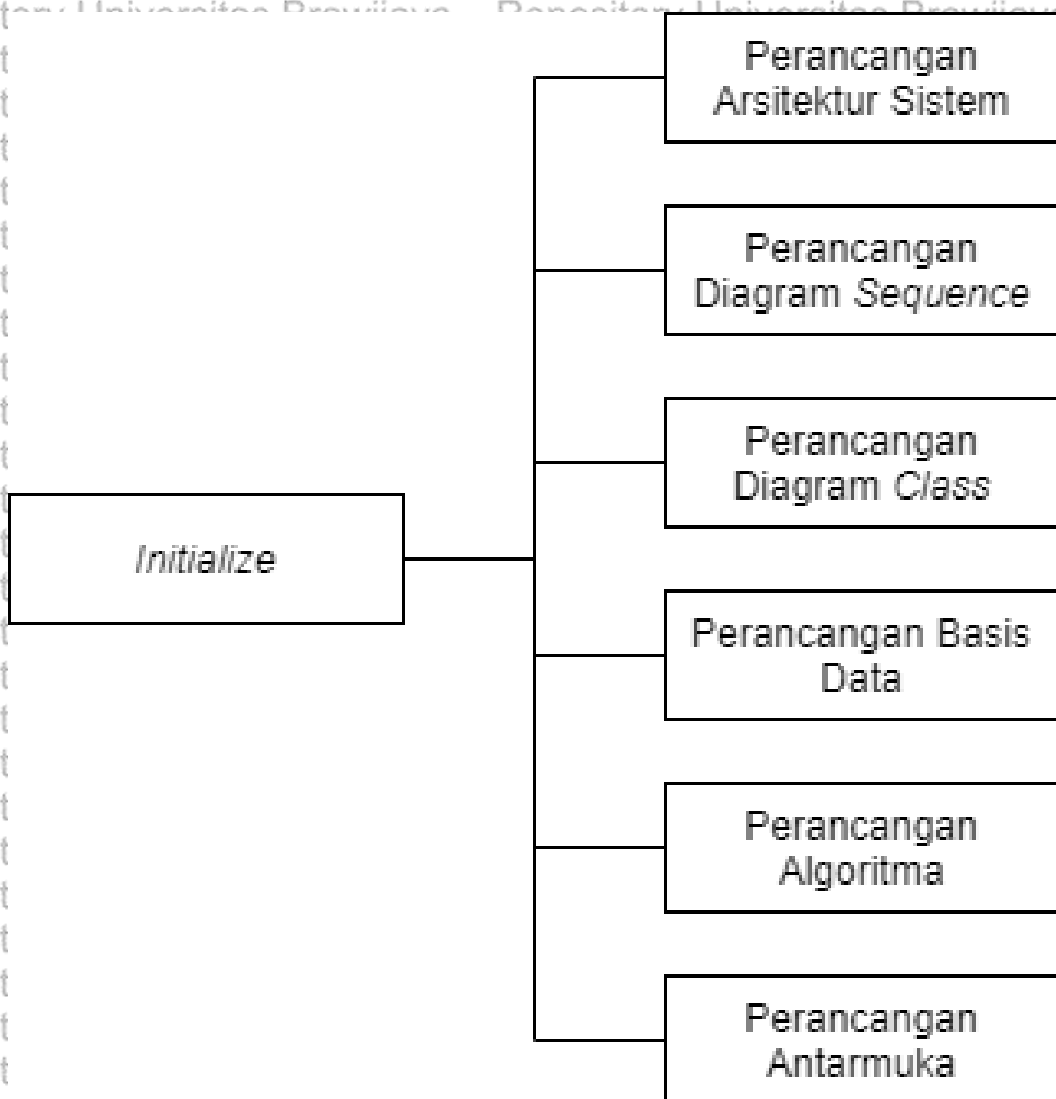 Perancangan
Arsitektur Sistem
Perancangan
Diagram Sequence
Perancangan
Diagram Class
Initialize
Perancangan Basis
Data
Perancangan
Algoritma
Perancangan
Antarmuka